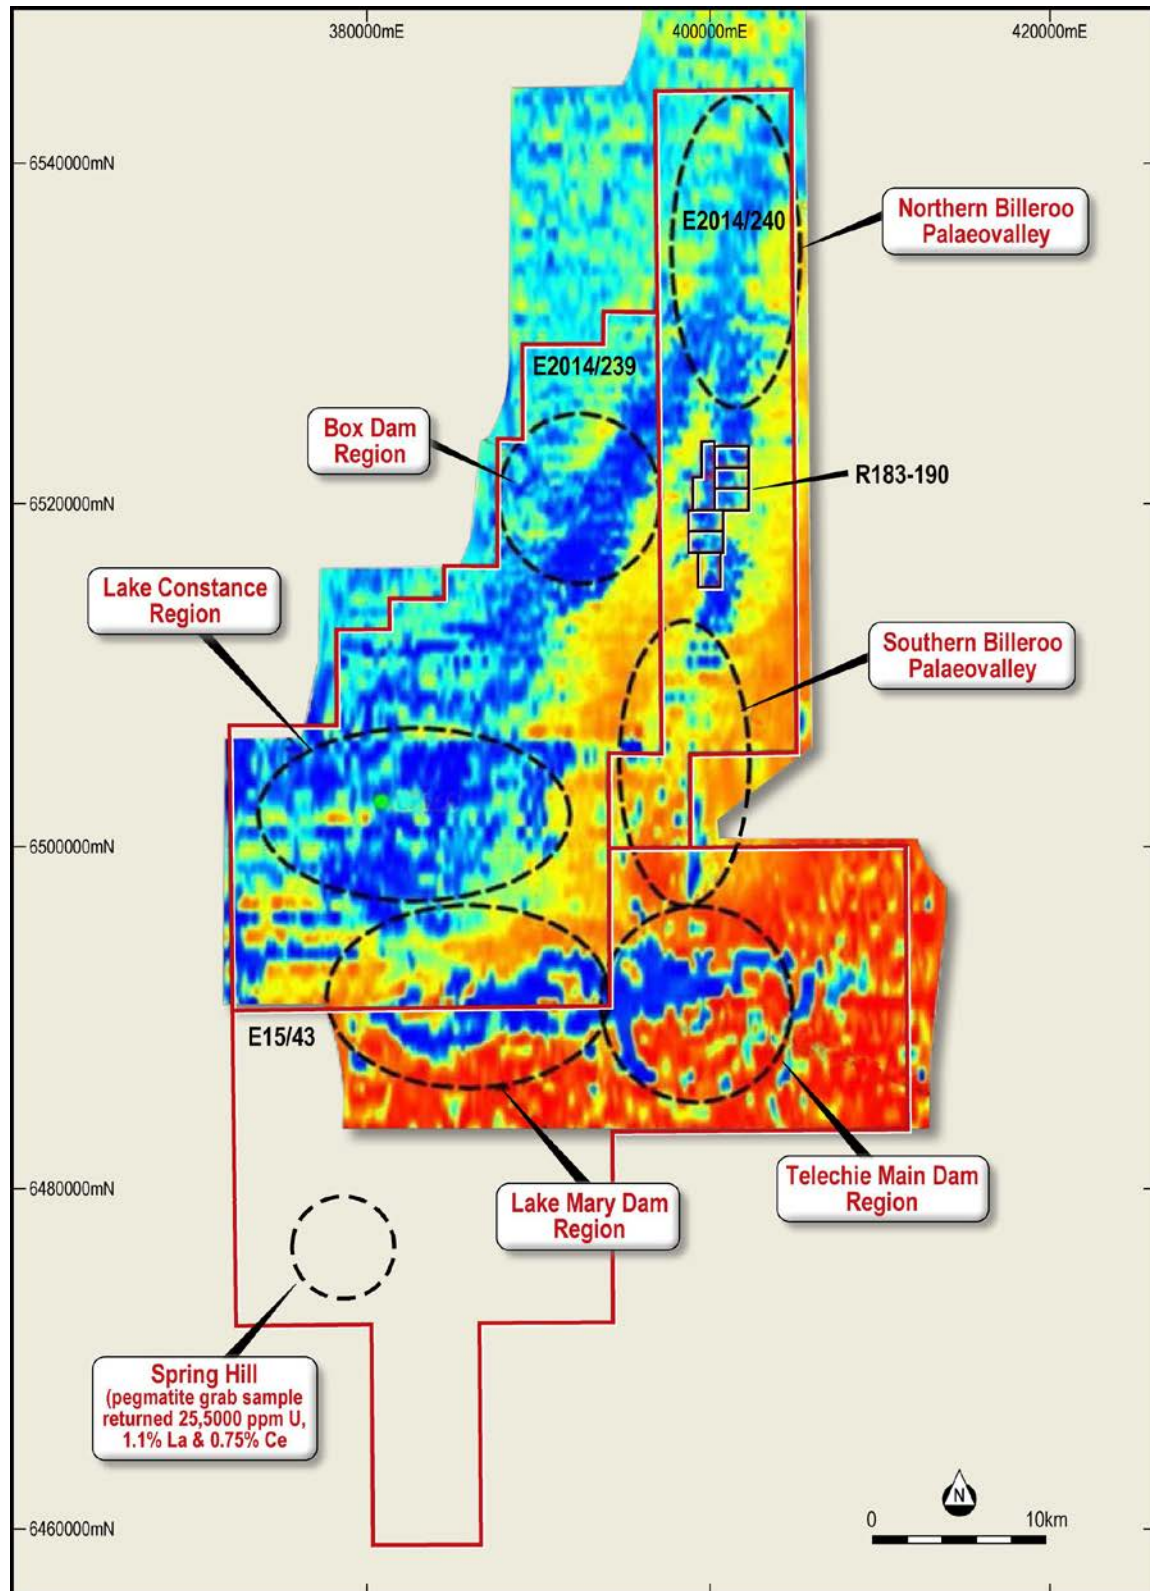 380000mE
400000mE
420000mE
6540000mN
Northern Billeroo
Palaeovalley
E2014/240
E2014/239
Box Dam
Region
R183-190
6520000mN
Lake Constance
Region
Southern Billeroo
Palaeovalley
6500000mN
E15/43
Telechie Main Dam
Region
6480000mN
Lake Mary Dam
Region
Spring Hill
(pegmatite grab sample
returned 25,5000 ppm U,
1.1% La & 0.75% Ce
N
0
10km
6460000mN